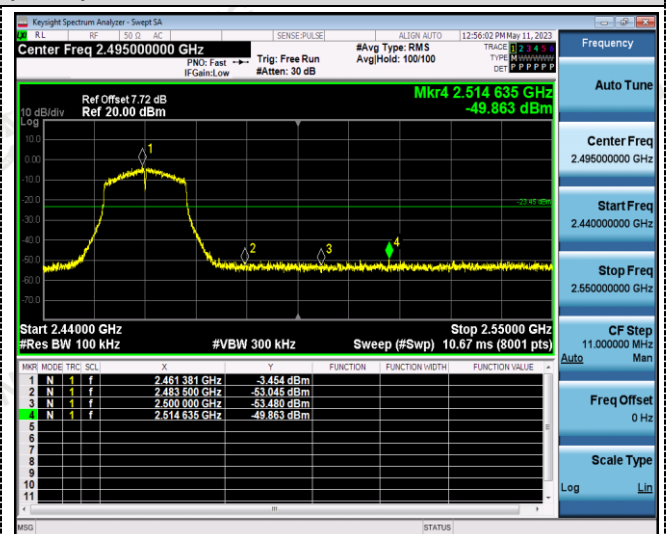 Keysight Spectrum Analyzer - Swept SA
RL RF 50 Ω AC SENSE:PULSE ALIGN AUTO 12:56:02 PM May 11, 2023
Center Freq 2.495000000 GHz #Avg Type: RMS TRACE 1 2 3 4 5 6
PNO: Fast Trig: Free Run Avg|Hold: 100/100 TYPE M WWWWW
IFGain:Low #Atten: 30 dB DET P P P P P P
Ref Offset 7.72 dB Mkr4 2.514 635 GHz
10 dB/div Ref 20.00 dBm -49.863 dBm
Log
10.0
0.00
-10.0
-20.0
-23.45 dBm
-30.0
-40.0
-50.0
-60.0
-70.0
1
2
3
4
Start 2.44000 GHz Stop 2.55000 GHz
#Res BW 100 kHz #VBW 300 kHz Sweep (#Swp) 10.67 ms (8001 pts)
MKR MODE TRC SCL X Y FUNCTION FUNCTION WIDTH FUNCTION VALUE
1 N 1 f 2.461 381 GHz -3.454 dBm
2 N 1 f 2.483 500 GHz -53.045 dBm
3 N 1 f 2.500 000 GHz -53.480 dBm
4 N 1 f 2.514 635 GHz -49.863 dBm
5
6
7
8
9
10
11
MSG STATUS
Frequency
Auto Tune
Center Freq
2.495000000 GHz
Start Freq
2.440000000 GHz
Stop Freq
2.550000000 GHz
CF Step
11.000000 MHz
Auto Man
Freq Offset
0 Hz
Scale Type
Log Lin